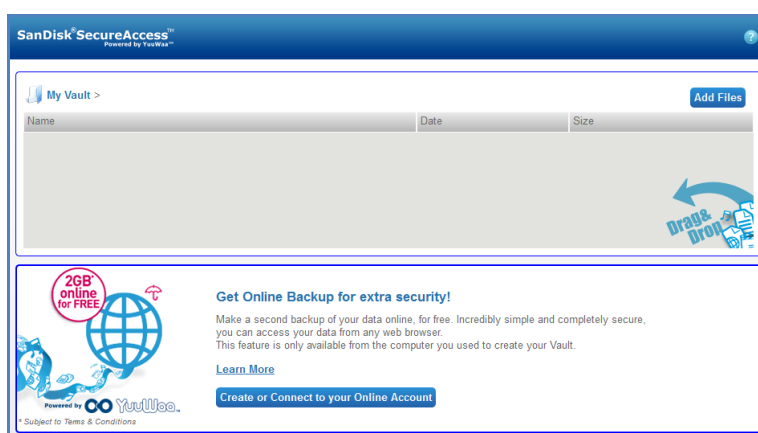 SanDisk® SecureAccess™
Powered by YuuWaa™
?
My Vault >
Add Files
Name Date Size
Drag&
Drop
2GB*
online
for FREE
Get Online Backup for extra security!
Make a second backup of your data online, for free. Incredibly simple and completely secure,
you can access your data from any web browser.
This feature is only available from the computer you used to create your Vault.
Learn More
Create or Connect to your Online Account
Powered by YuuWaa
* Subject to Terms & Conditions